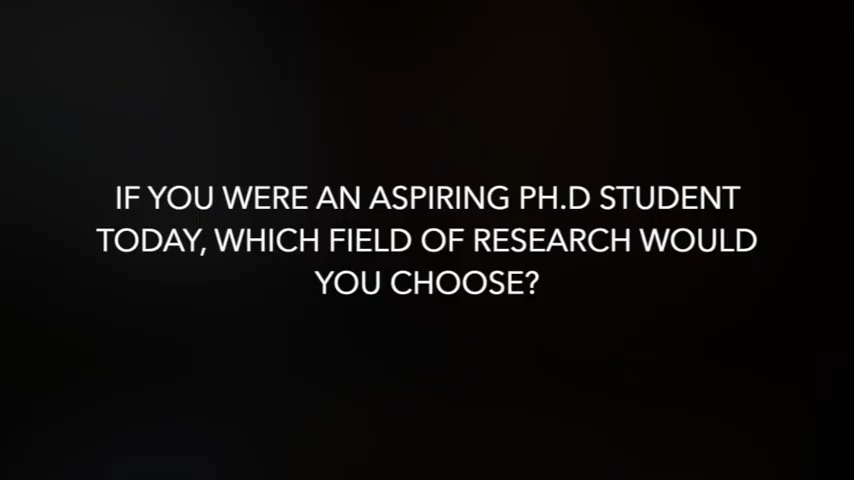 IF YOU WERE AN ASPIRING PH.D STUDENT
TODAY, WHICH FIELD OF RESEARCH WOULD
YOU CHOOSE?